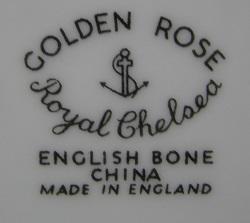 GOLDEN ROSE
Royal Chelsea
ENGLISH BONE
CHINA
MADE IN ENGLAND